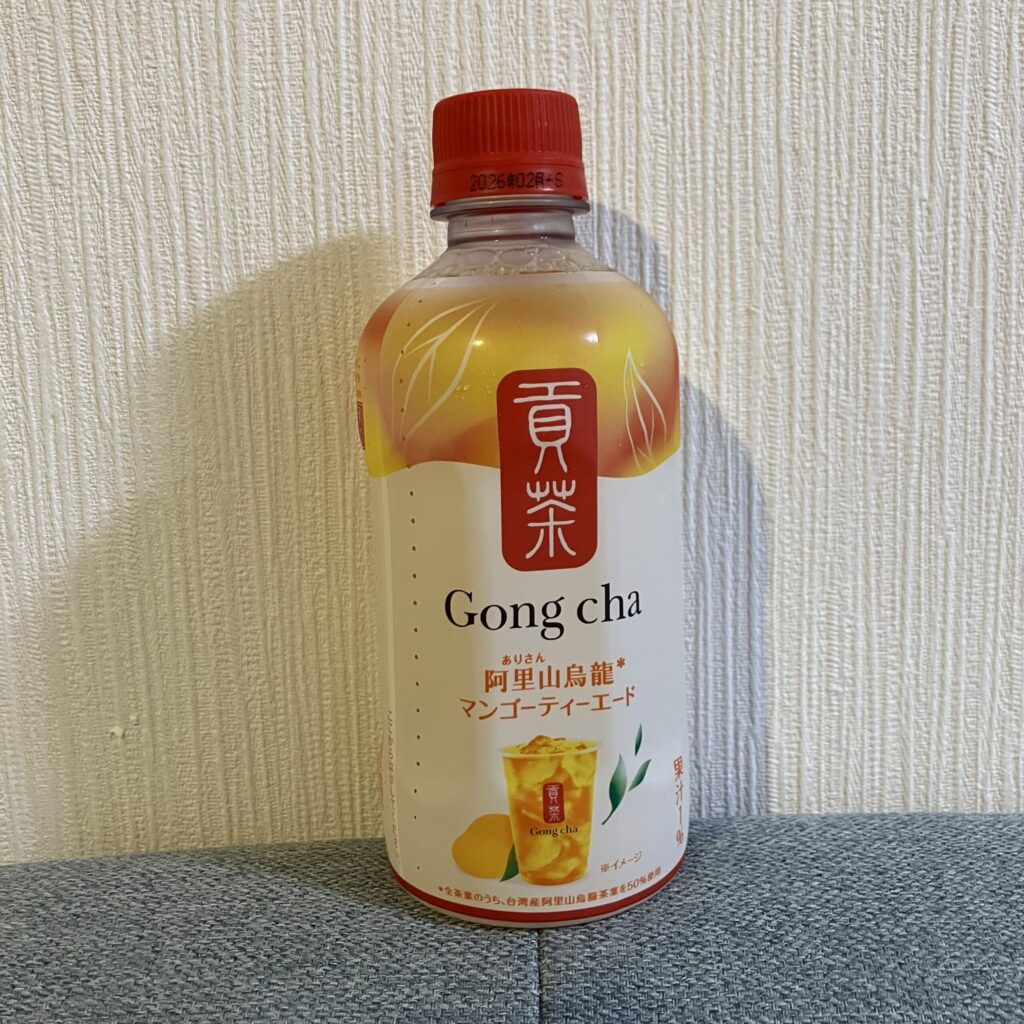 2026年02月+S
貢茶
Gong cha
ありさん
阿里山烏龍*
マンゴーティーエード
貢茶
Gong cha
果汁1%
※イメージ
*全茶葉のうち、台湾産阿里山烏龍茶葉を50%使用